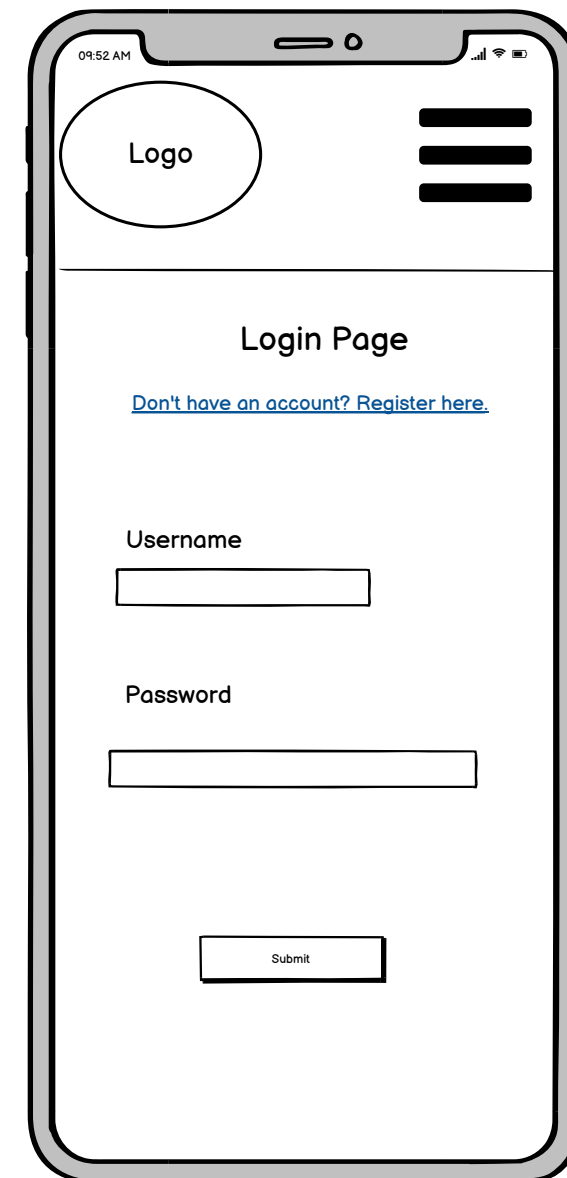 09:52 AM
Logo
Login Page
Don't have an account? Register here.
Username
Password
Submit